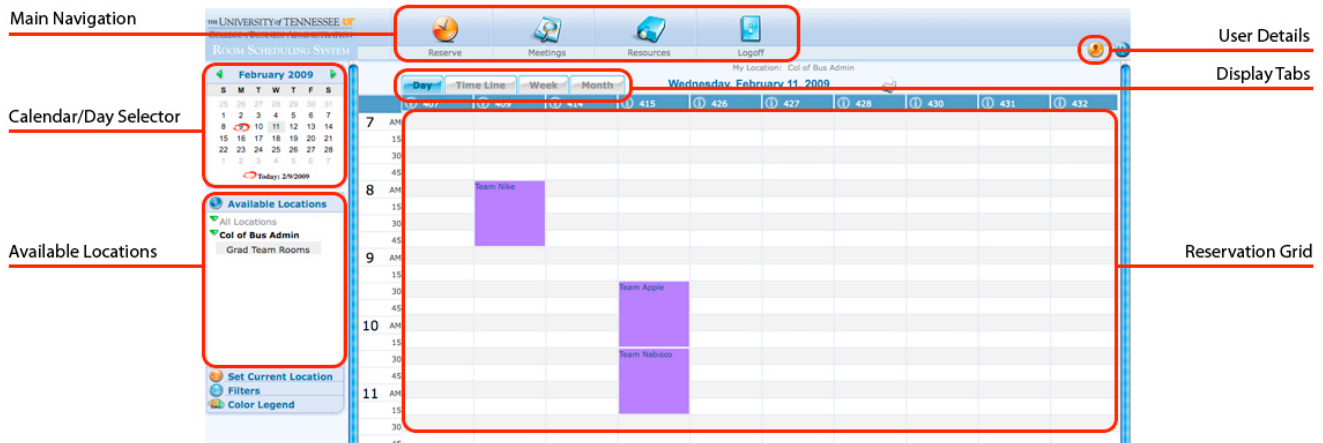 Main Navigation
THE UNIVERSITY of TENNESSEE UT
COLLEGE of BUSINESS ADMINISTRATION
ROOM SCHEDULING SYSTEM
Reserve Meetings Resources Logoff
User Details
My Location: Col of Bus Admin
Display Tabs
Day Time Line Week Month
Wednesday, February 11, 2009
407 409 414 415 426 427 428 430 431 432
Calendar/Day Selector
February 2009
S M T W T F S
25 26 27 28 29 30 31
1 2 3 4 5 6 7
8 9 10 11 12 13 14
15 16 17 18 19 20 21
22 23 24 25 26 27 28
1 2 3 4 5 6 7
Today: 2/9/2009
Available Locations
Available Locations
All Locations
Col of Bus Admin
Grad Team Rooms
Set Current Location
Filters
Color Legend
7 AM
15
30
45
8 AM
Team Nike
15
30
45
9 AM
15
30
Team Apple
45
10 AM
15
30
Team Nabisco
45
11 AM
15
30
45
Reservation Grid